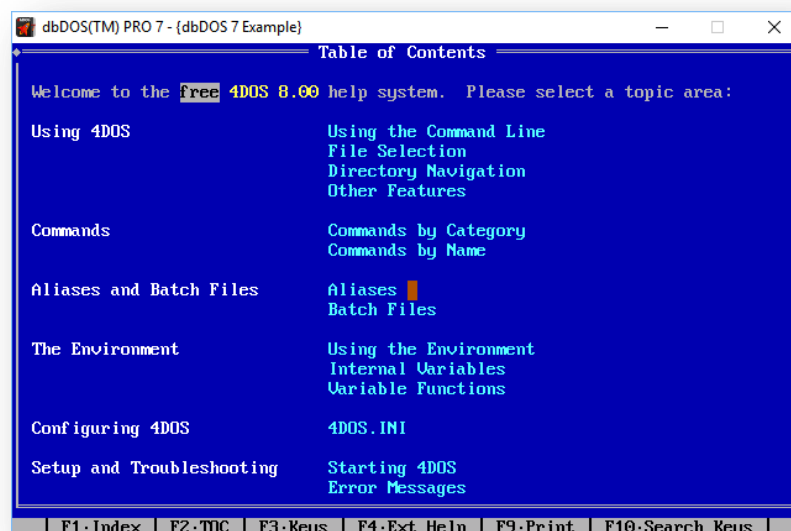 dbDOS(TM) PRO 7 - {dbDOS 7 Example}
Table of Contents
Welcome to the free 4DOS 8.00 help system. Please select a topic area:
Using 4DOS Using the Command Line
File Selection
Directory Navigation
Other Features
Commands Commands by Category
Commands by Name
Aliases and Batch Files Aliases
Batch Files
The Environment Using the Environment
Internal Variables
Variable Functions
Configuring 4DOS 4DOS.INI
Setup and Troubleshooting Starting 4DOS
Error Messages
F1·Index | F2·TOC | F3·Keys | F4·Ext Help | F9·Print | F10·Search Keys